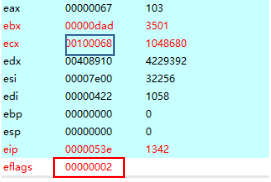 eax 00000067 103
ebx 00000dad 3501
ecx 00100068 1048680
edx 00408910 4229392
esi 00007e00 32256
edi 00000422 1058
ebp 00000000 0
esp 00000000 0
eip 0000053e 1342
eflags 00000002